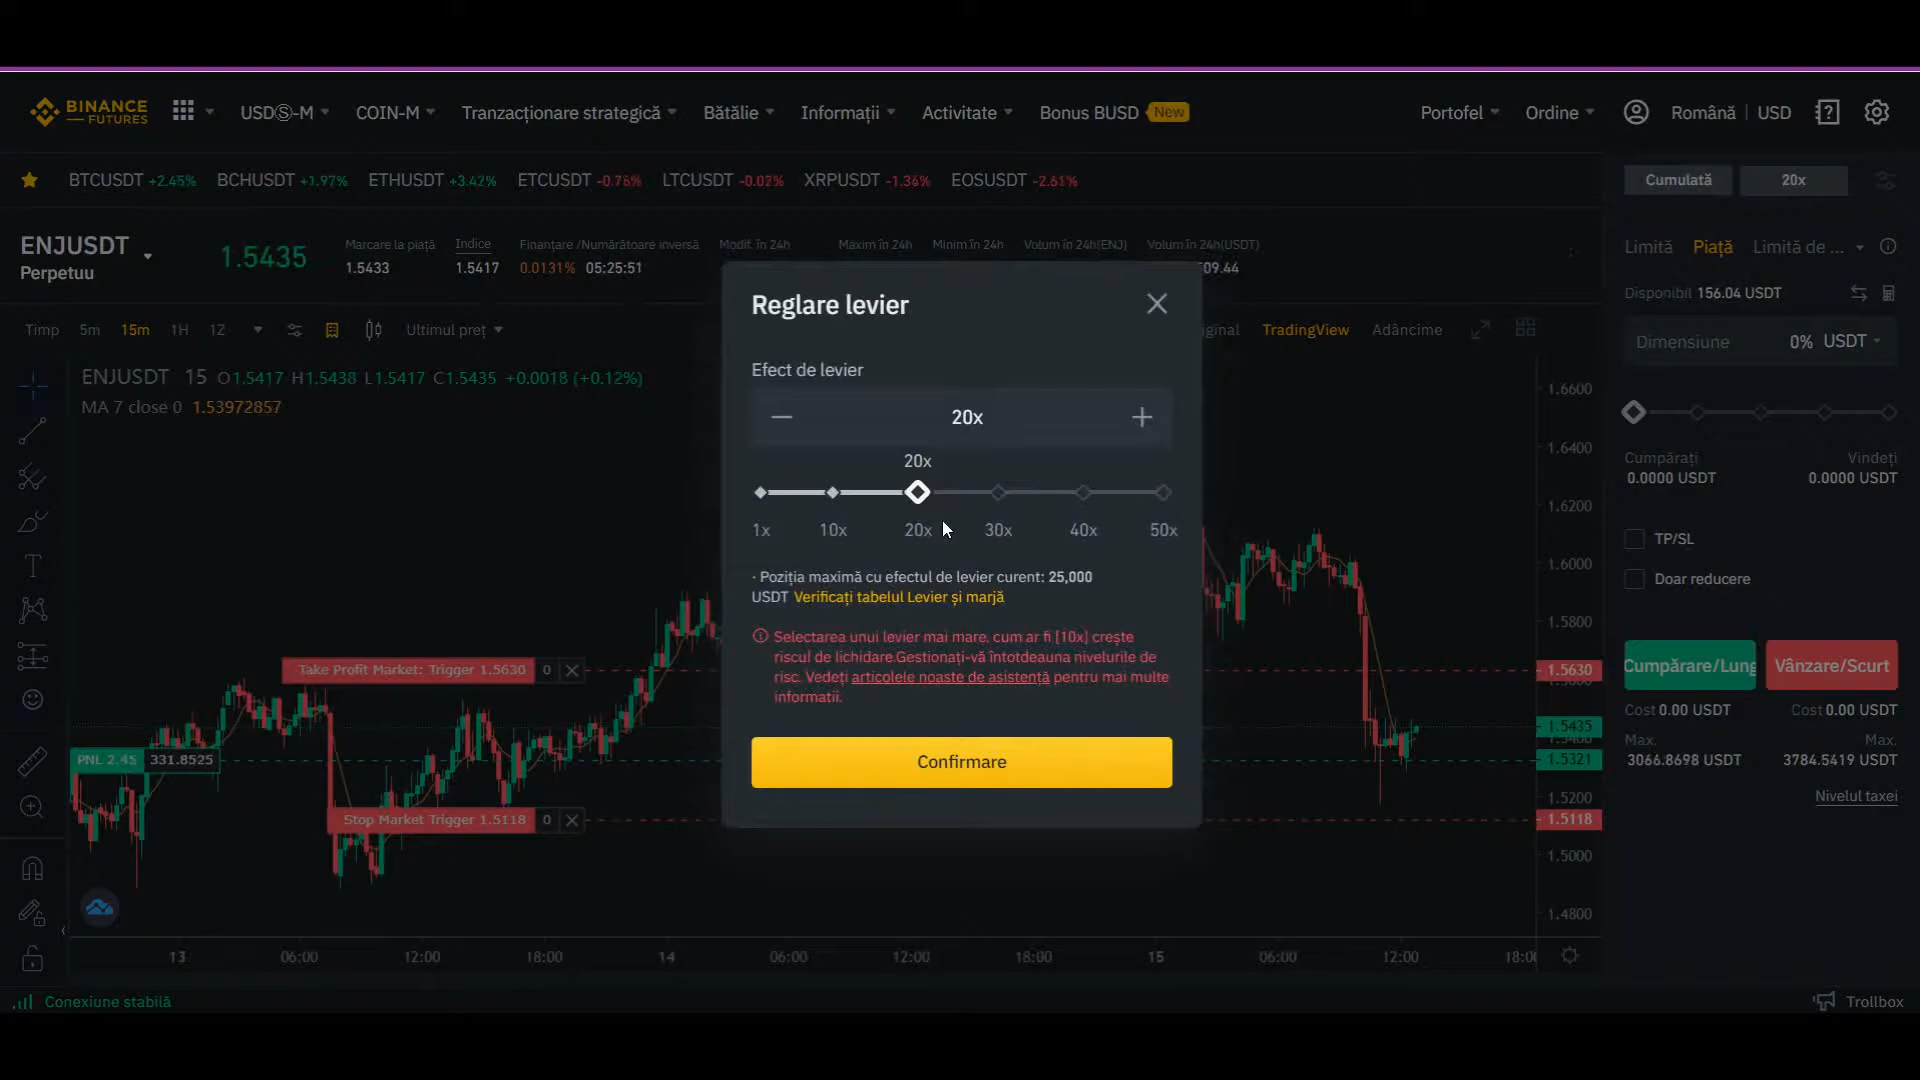 BINANCE
FUTURES
USDⓈ-M
COIN-M
Tranzacționare strategică
Bătălie
Informații
Activitate
Bonus BUSD New
Portofel
Ordine
Română
USD
BTCUSDT +2.45%
BCHUSDT +1.97%
ETHUSDT +3.42%
ETCUSDT -0.76%
LTCUSDT -0.02%
XRPUSDT -1.36%
EOSUSDT -2.61%
Cumulată
20x
ENJUSDT
Perpetuu
1.5435
Marcare la piață
1.5433
Indice
1.5417
Finanțare /Numărătoare inversă
0.0131% 05:25:51
Modif. în 24h
Maxim în 24h
Minim în 24h
Volum în 24h(ENJ)
Volum în 24h(USDT)
09.44
Limită
Piață
Limită de ...
Disponibil 156.04 USDT
Timp
5m
15m
1H
1Z
Ultimul preț
TradingView
Adâncime
Dimensiune
0%
USDT
ENJUSDT 15 O1.5417 H1.5438 L1.5417 C1.5435 +0.0018 (+0.12%)
MA 7 close 0 1.53972857
Reglare levier
Efect de levier
20x
20x
1x
10x
20x
30x
40x
50x
· Poziția maximă cu efectul de levier curent: 25,000
USDT Verificați tabelul Levier și marjă
Selectarea unui levier mai mare, cum ar fi [10x] crește
riscul de lichidare.Gestionați-vă întotdeauna nivelurile de
risc. Vedeți articolele noaste de asistență pentru mai multe
informații.
Confirmare
Take Profit Market: Trigger 1.5630 0
PNL 2.45 331.8525
Stop Market Trigger 1.5118 0
1.6600
1.6400
1.6200
1.6000
1.5800
1.5630
1.5435
1.5321
1.5200
1.5118
1.5000
1.4800
Cumpărați
0.0000 USDT
Vindeți
0.0000 USDT
TP/SL
Doar reducere
Cumpărare/Lung
Vânzare/Scurt
Cost 0.00 USDT
Cost 0.00 USDT
Max.
3066.8698 USDT
Max.
3784.5419 USDT
Nivelul taxei
13
06:00
12:00
18:00
14
06:00
12:00
18:00
15
06:00
12:00
18:00
Conexiune stabilă
Trollbox